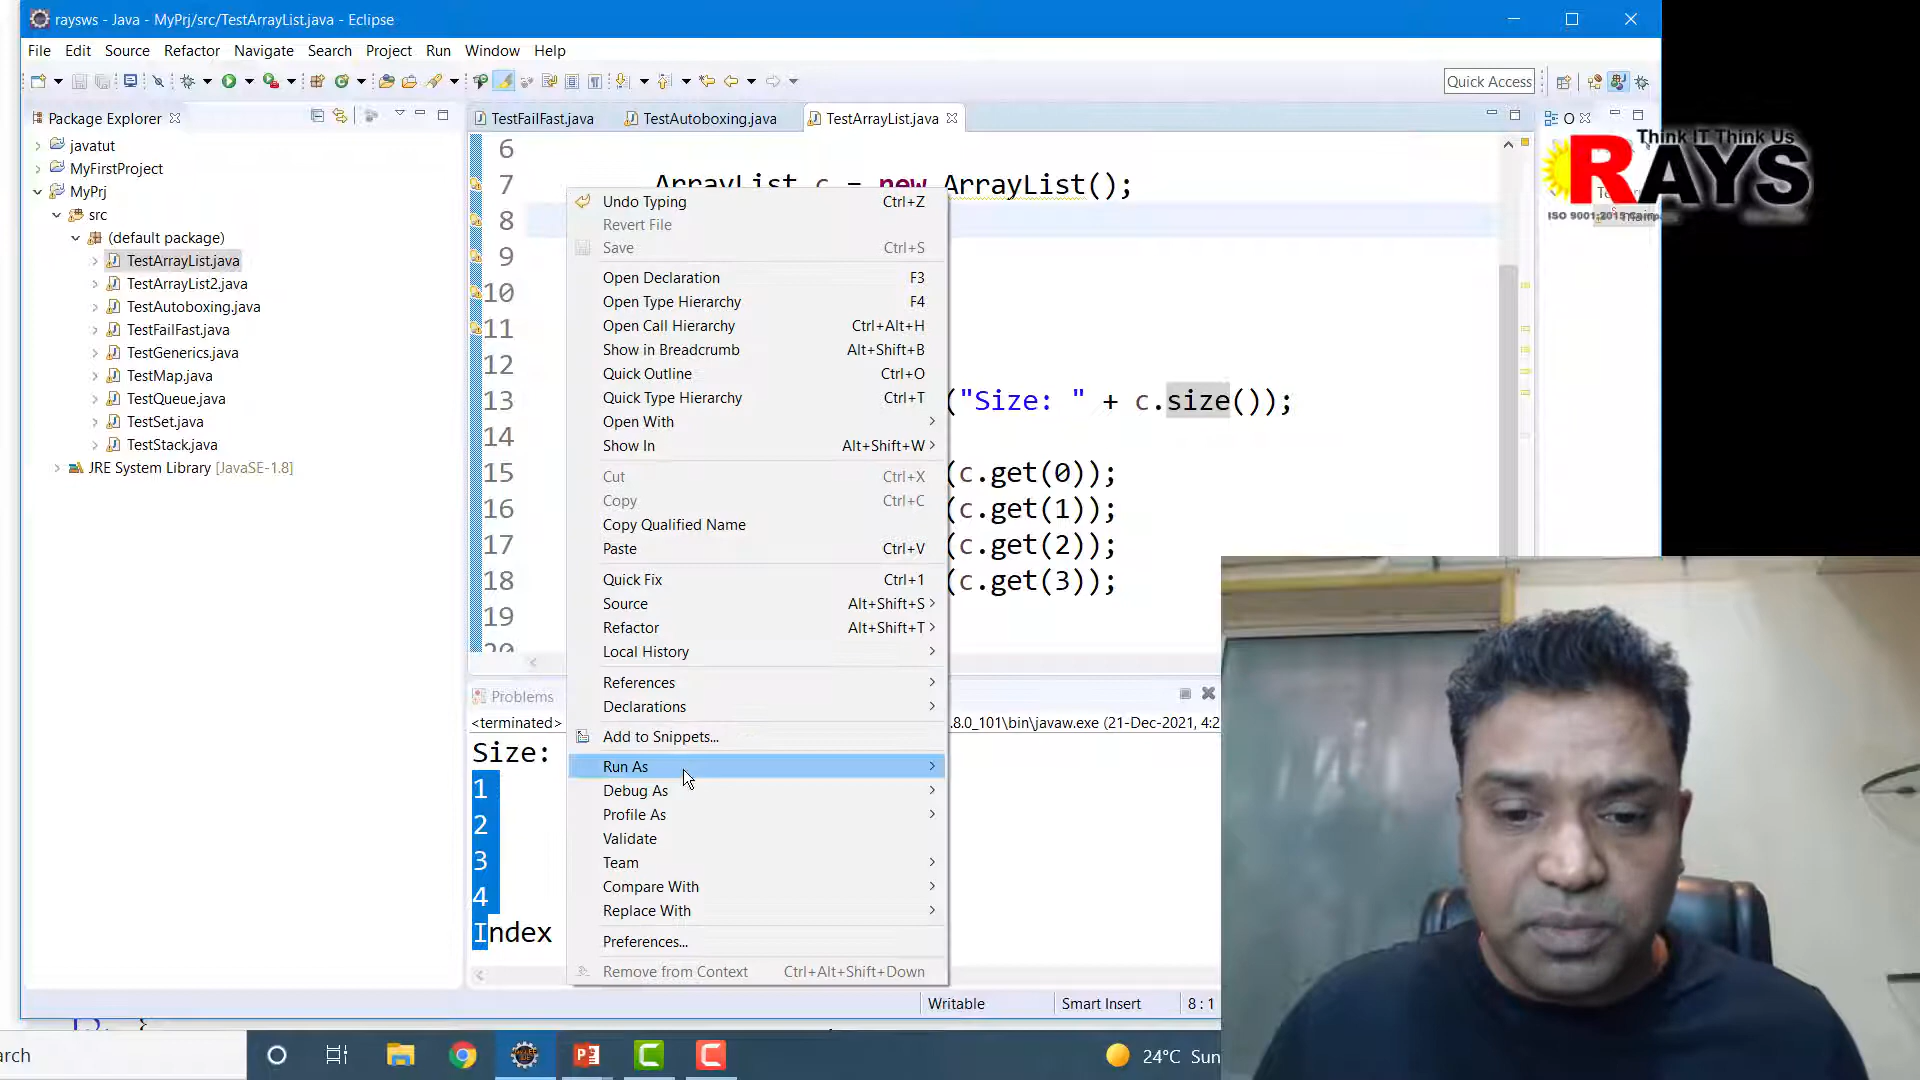 raysws - Java - MyPrj/src/TestArrayList.java - Eclipse
File Edit Source Refactor Navigate Search Project Run Window Help
Quick Access
Package Explorer
TestFailFast.java
TestAutoboxing.java
TestArrayList.java
O
Think IT Think Us
RAYS
javatut
MyFirstProject
MyPrj
src
(default package)
TestArrayList.java
TestArrayList2.java
TestAutoboxing.java
TestFailFast.java
TestGenerics.java
TestMap.java
TestQueue.java
TestSet.java
TestStack.java
JRE System Library [JavaSE-1.8]
6
7 ArrayList c = new ArrayList();
8
9
10
11
12
13 ("Size: " + c.size());
14
15 (c.get(0));
16 (c.get(1));
17 (c.get(2));
18 (c.get(3));
19
20
Undo Typing Ctrl+Z
Revert File
Save Ctrl+S
Open Declaration F3
Open Type Hierarchy F4
Open Call Hierarchy Ctrl+Alt+H
Show in Breadcrumb Alt+Shift+B
Quick Outline Ctrl+O
Quick Type Hierarchy Ctrl+T
Open With
Show In Alt+Shift+W
Cut Ctrl+X
Copy Ctrl+C
Copy Qualified Name
Paste Ctrl+V
Quick Fix Ctrl+1
Source Alt+Shift+S
Refactor Alt+Shift+T
Local History
References
Declarations
Add to Snippets...
Run As
Debug As
Profile As
Validate
Team
Compare With
Replace With
Preferences...
Remove from Context Ctrl+Alt+Shift+Down
Problems
<terminated> .8.0_101\bin\javaw.exe (21-Dec-2021, 4:2
Size:
1
2
3
4
Index
Writable
Smart Insert
8 : 1
arch
24°C Sun